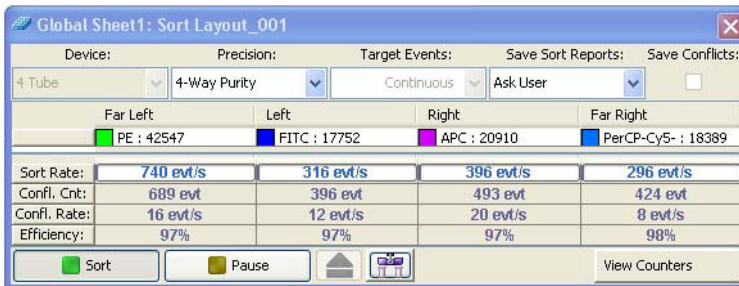 Global Sheet1: Sort Layout_001
Device: Precision: Target Events: Save Sort Reports: Save Conflicts:
4 Tube 4-Way Purity Continuous Ask User
Far Left Left Right Far Right
PE : 42547 FITC : 17752 APC : 20910 PerCP-Cy5- : 18389
Sort Rate: 740 evt/s 316 evt/s 396 evt/s 296 evt/s
Confl. Cnt: 689 evt 396 evt 493 evt 424 evt
Confl. Rate: 16 evt/s 12 evt/s 20 evt/s 8 evt/s
Efficiency: 97% 97% 97% 98%
Sort Pause View Counters